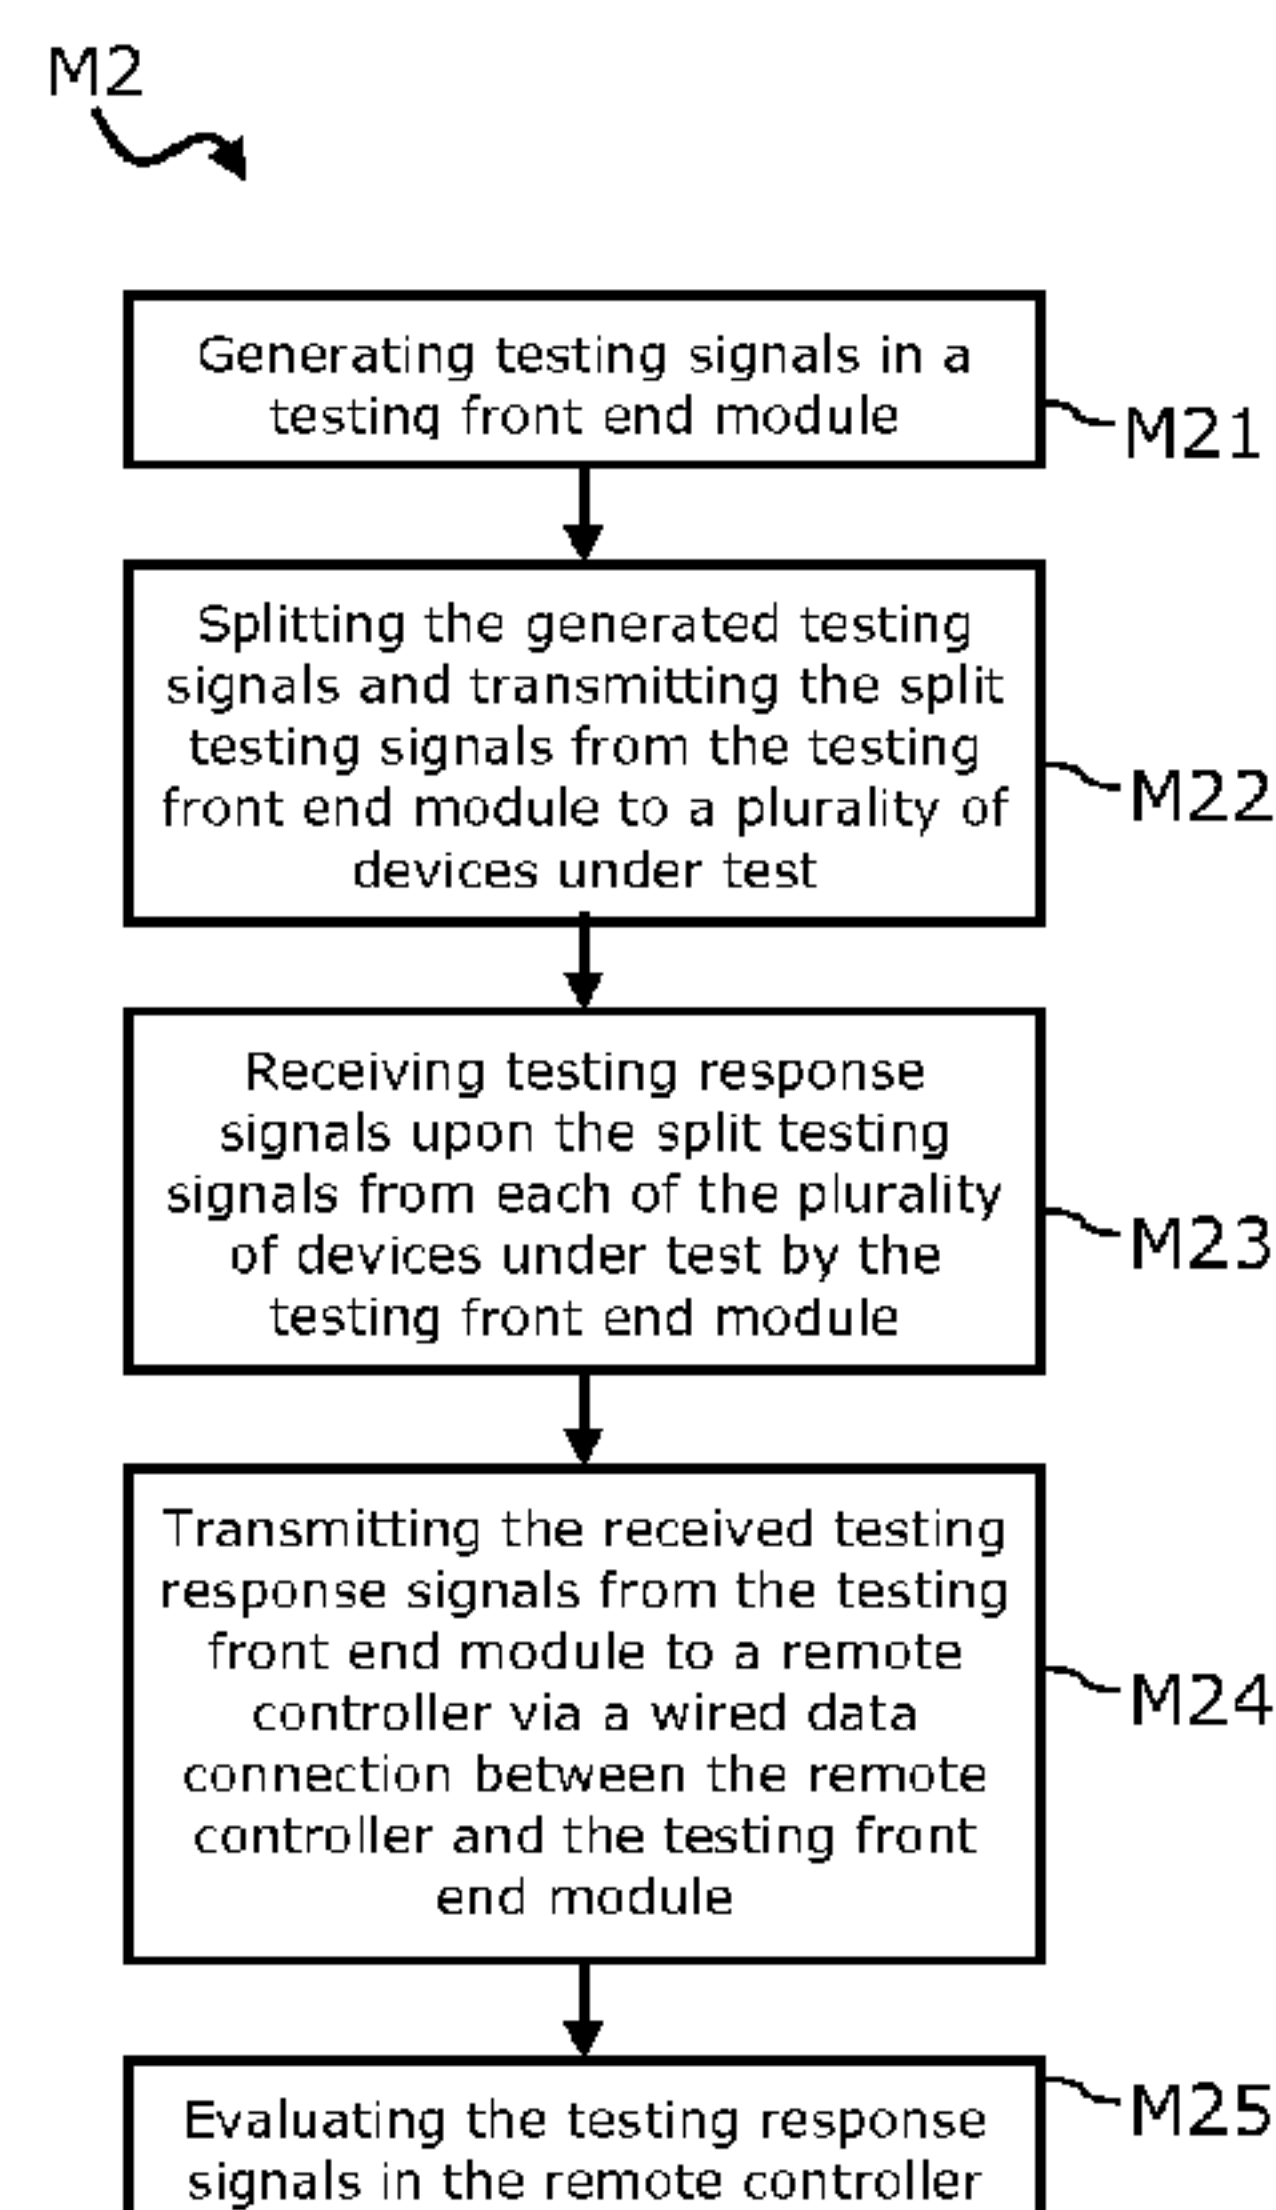 M2
Generating testing signals in a
testing front end module
M21
Splitting the generated testing
signals and transmitting the split
testing signals from the testing
front end module to a plurality of
devices under test
M22
Receiving testing response
signals upon the split testing
signals from each of the plurality
of devices under test by the
testing front end module
M23
Transmitting the received testing
response signals from the testing
front end module to a remote
controller via a wired data
connection between the remote
controller and the testing front
end module
M24
Evaluating the testing response
signals in the remote controller
M25